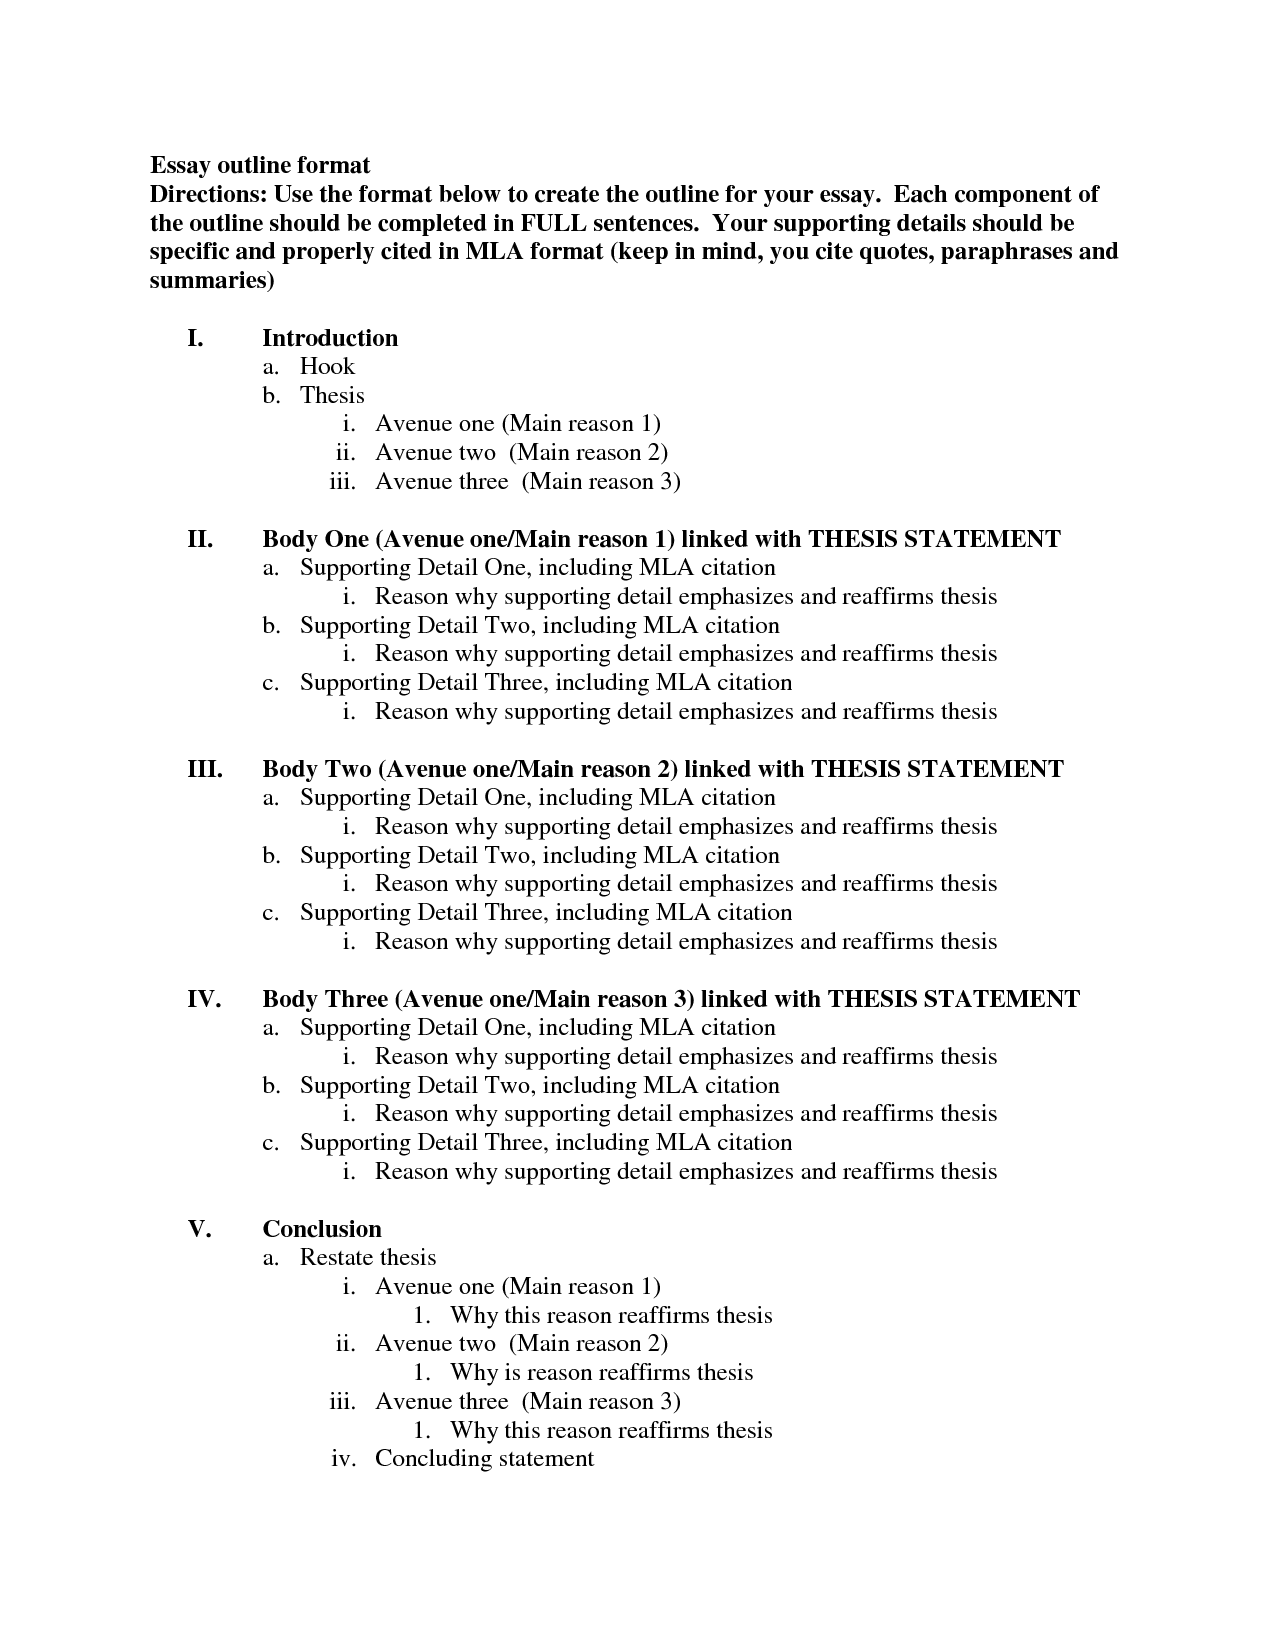 Essay outline format
Directions: Use the format below to create the outline for your essay.  Each component of
the outline should be completed in FULL sentences.  Your supporting details should be
specific and properly cited in MLA format (keep in mind, you cite quotes, paraphrases and
summaries)
I. Introduction
a. Hook
b. Thesis
i. Avenue one (Main reason 1)
ii. Avenue two  (Main reason 2)
iii. Avenue three  (Main reason 3)
II. Body One (Avenue one/Main reason 1) linked with THESIS STATEMENT
a. Supporting Detail One, including MLA citation
i. Reason why supporting detail emphasizes and reaffirms thesis
b. Supporting Detail Two, including MLA citation
i. Reason why supporting detail emphasizes and reaffirms thesis
c. Supporting Detail Three, including MLA citation
i. Reason why supporting detail emphasizes and reaffirms thesis
III. Body Two (Avenue one/Main reason 2) linked with THESIS STATEMENT
a. Supporting Detail One, including MLA citation
i. Reason why supporting detail emphasizes and reaffirms thesis
b. Supporting Detail Two, including MLA citation
i. Reason why supporting detail emphasizes and reaffirms thesis
c. Supporting Detail Three, including MLA citation
i. Reason why supporting detail emphasizes and reaffirms thesis
IV. Body Three (Avenue one/Main reason 3) linked with THESIS STATEMENT
a. Supporting Detail One, including MLA citation
i. Reason why supporting detail emphasizes and reaffirms thesis
b. Supporting Detail Two, including MLA citation
i. Reason why supporting detail emphasizes and reaffirms thesis
c. Supporting Detail Three, including MLA citation
i. Reason why supporting detail emphasizes and reaffirms thesis
V. Conclusion
a. Restate thesis
i. Avenue one (Main reason 1)
1. Why this reason reaffirms thesis
ii. Avenue two  (Main reason 2)
1. Why is reason reaffirms thesis
iii. Avenue three  (Main reason 3)
1. Why this reason reaffirms thesis
iv. Concluding statement